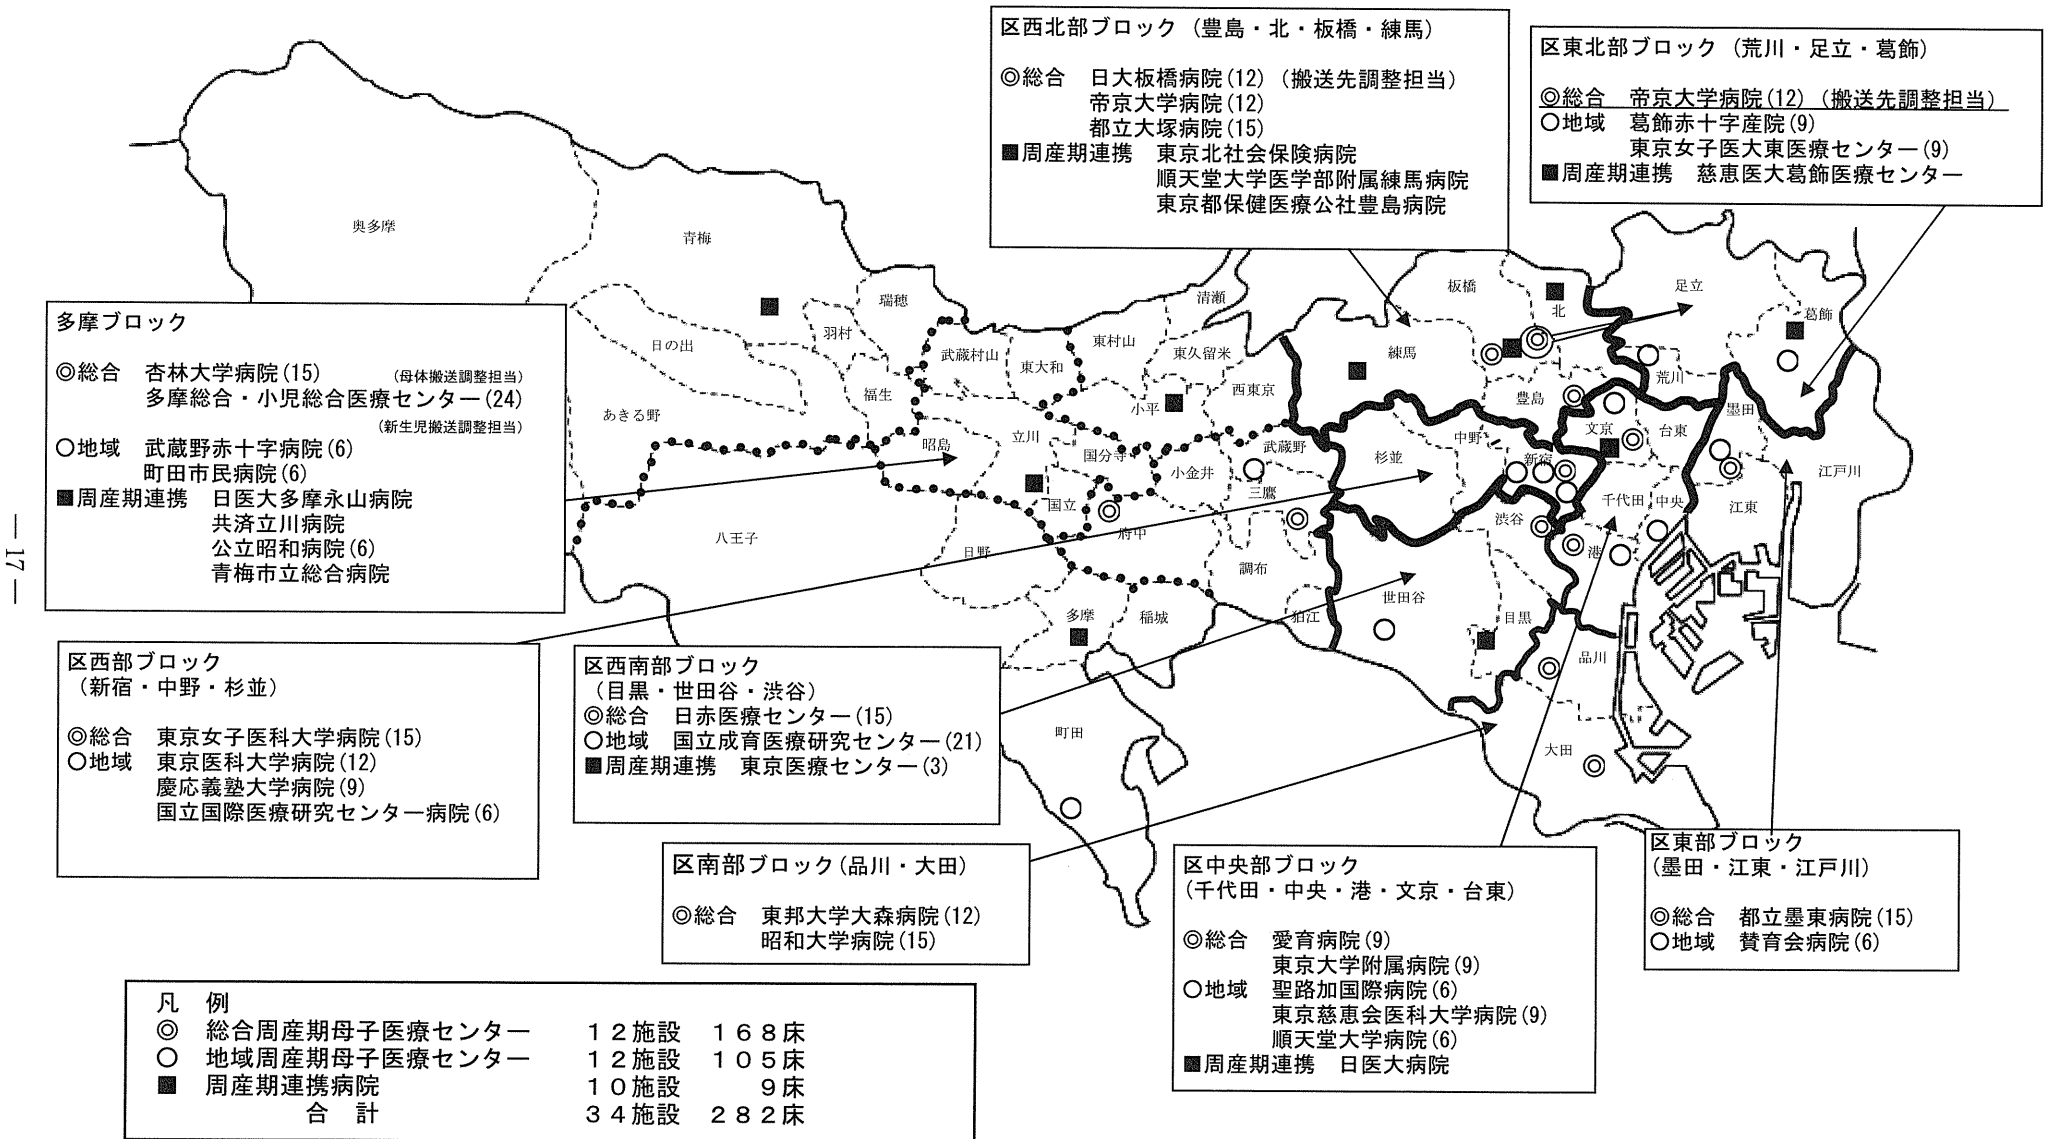 区西北部ブロック（豊島・北・板橋・練馬）
◎総合　日大板橋病院(12)（搬送先調整担当）
帝京大学病院(12)
都立大塚病院(15)
■周産期連携　東京北社会保険病院
順天堂大学医学部附属練馬病院
東京都保健医療公社豊島病院
区東北部ブロック（荒川・足立・葛飾）
◎総合　帝京大学病院(12)（搬送先調整担当）
○地域　葛飾赤十字産院(9)
東京女子医大東医療センター(9)
■周産期連携　慈恵医大葛飾医療センター
多摩ブロック
◎総合　杏林大学病院(15)　（母体搬送調整担当）
多摩総合・小児総合医療センター(24)
（新生児搬送調整担当）
○地域　武蔵野赤十字病院(6)
町田市民病院(6)
■周産期連携　日医大多摩永山病院
共済立川病院
公立昭和病院(6)
青梅市立総合病院
奥多摩
青梅
瑞穂
羽村
日の出
福生
あきる野
武蔵村山
東大和
東村山
清瀬
東久留米
西東京
小平
昭島
立川
国分寺
小金井
武蔵野
三鷹
国立
府中
八王子
日野
調布
狛江
多摩
稲城
町田
板橋
北
足立
葛飾
練馬
豊島
荒川
文京
台東
墨田
中野
新宿
杉並
千代田
中央
江東
江戸川
渋谷
港
世田谷
目黒
品川
大田
区西部ブロック
（新宿・中野・杉並）
◎総合　東京女子医科大学病院(15)
○地域　東京医科大学病院(12)
慶応義塾大学病院(9)
国立国際医療研究センター病院(6)
区西南部ブロック
（目黒・世田谷・渋谷）
◎総合　日赤医療センター(15)
○地域　国立成育医療研究センター(21)
■周産期連携　東京医療センター(3)
区南部ブロック(品川・大田)
◎総合　東邦大学大森病院(12)
昭和大学病院(15)
区中央部ブロック
(千代田・中央・港・文京・台東)
◎総合　愛育病院(9)
東京大学附属病院(9)
○地域　聖路加国際病院(6)
東京慈恵会医科大学病院(9)
順天堂大学病院(6)
■周産期連携　日医大病院
区東部ブロック
(墨田・江東・江戸川)
◎総合　都立墨東病院(15)
○地域　賛育会病院(6)
凡　例
◎　総合周産期母子医療センター　１２施設　１６８床
○　地域周産期母子医療センター　１２施設　１０５床
■　周産期連携病院　１０施設　９床
合　計　３４施設　２８２床
―17―